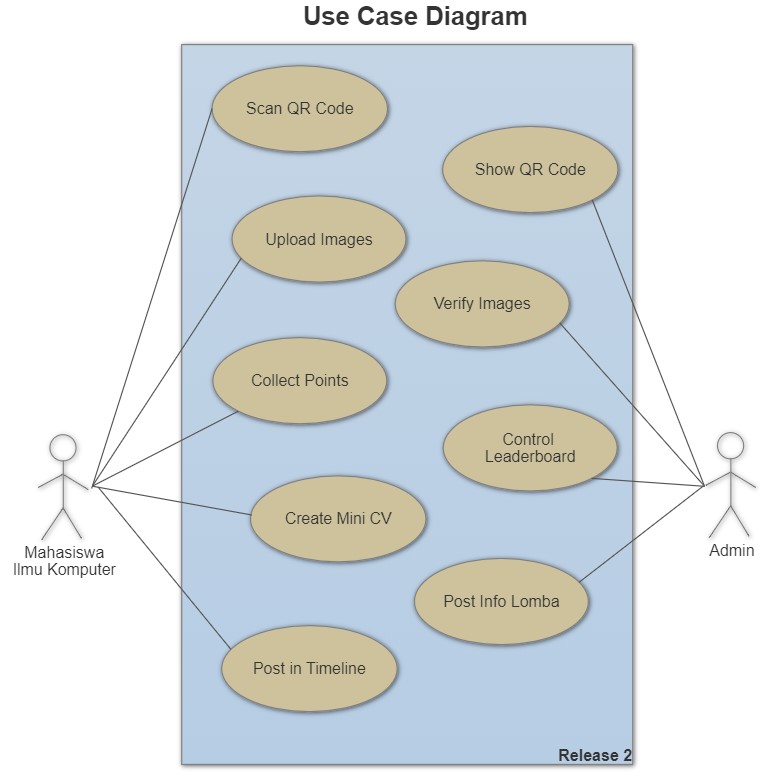 Use Case Diagram
Scan QR Code
Show QR Code
Upload Images
Verify Images
Collect Points
Control
Leaderboard
Create Mini CV
Mahasiswa
Ilmu Komputer
Admin
Post Info Lomba
Post in Timeline
Release 2